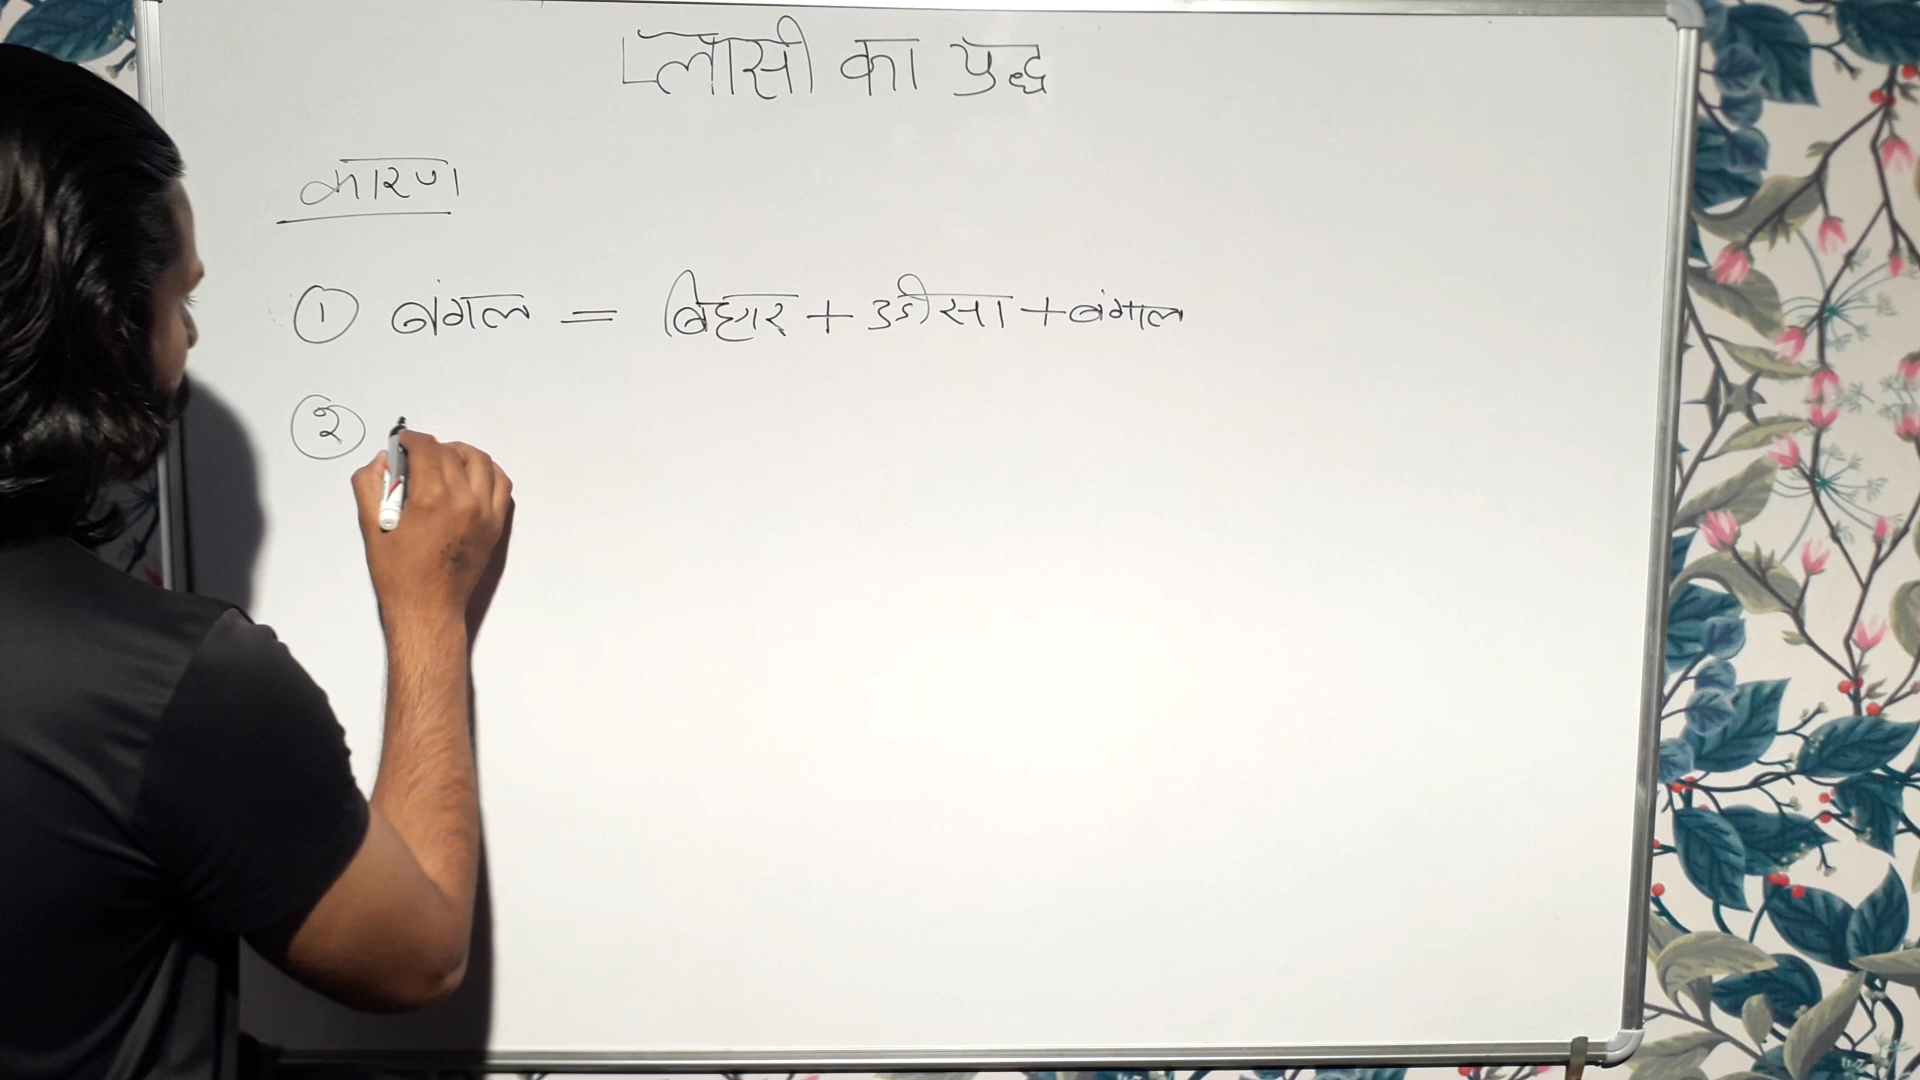 प्लासी का युद्ध
कारण
① बंगाल = बिहार + उड़ीसा + बंगाल
②